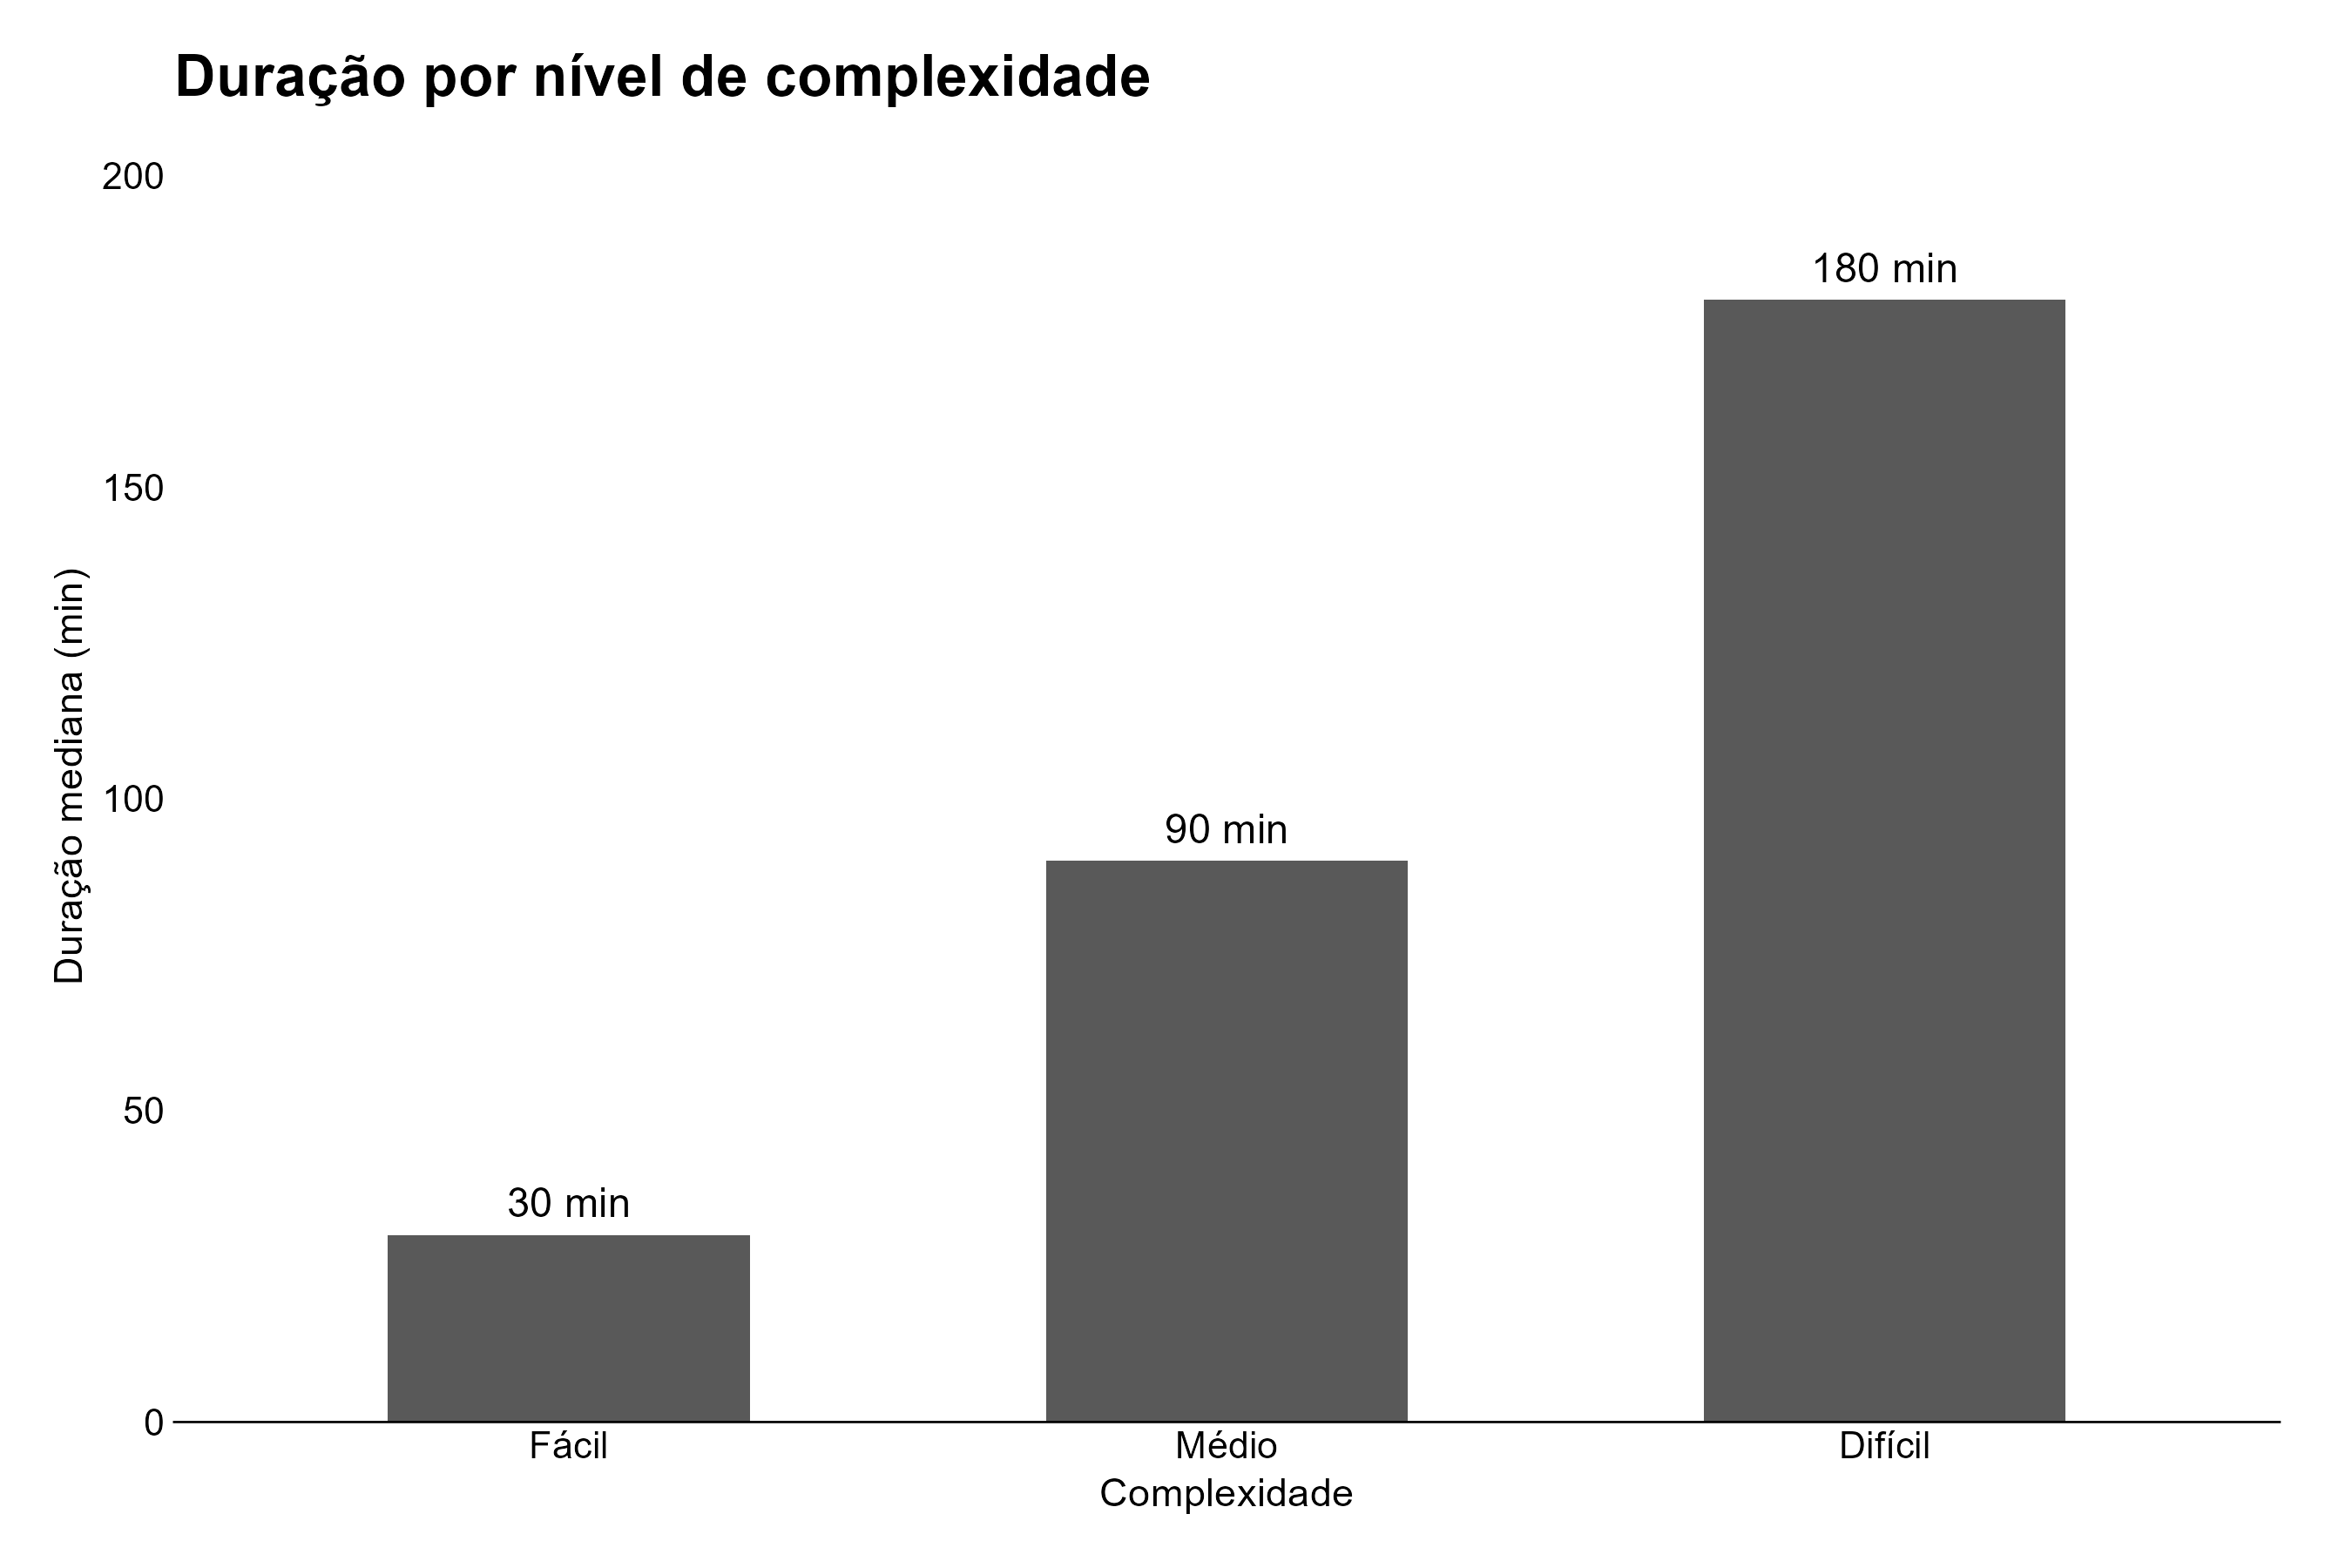 Duração por nível de complexidade
200
150
100
50
0
Duração mediana (min)
30 min
90 min
180 min
Fácil
Médio
Difícil
Complexidade